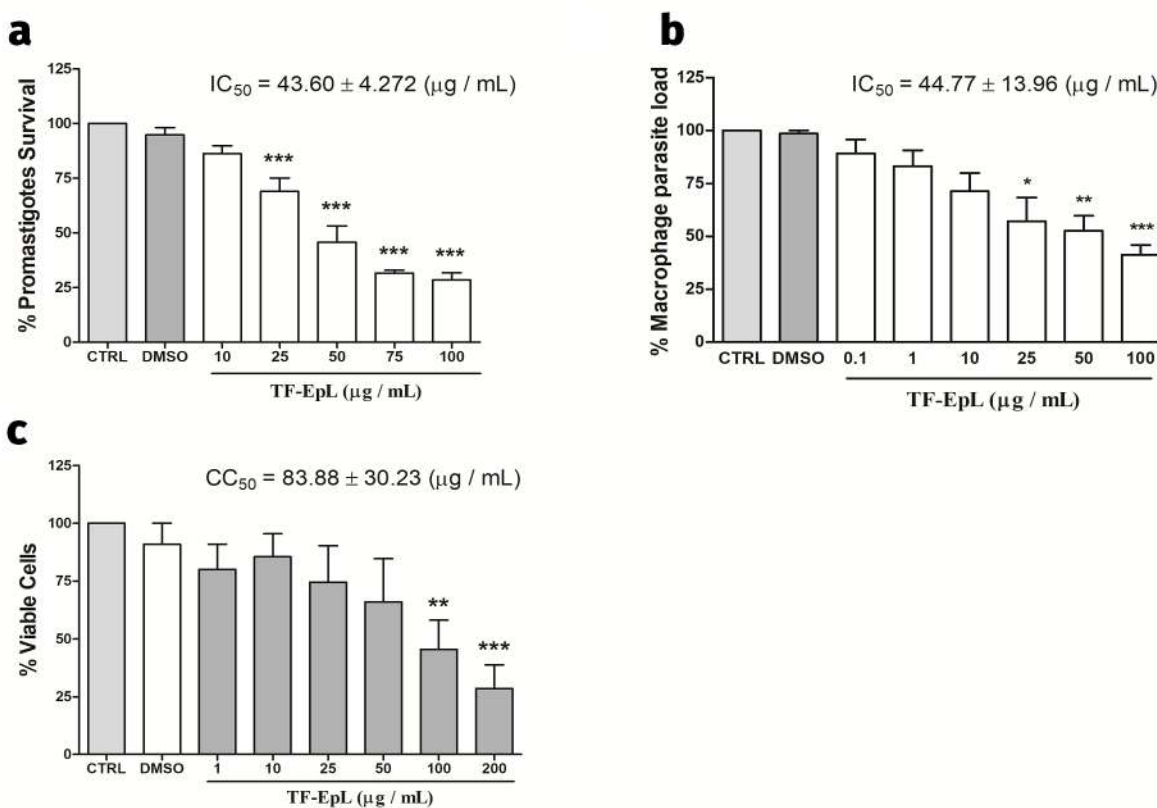 a
% Promastigotes Survival
IC50 = 43.60 ± 4.272 (μg / mL)
125
100
75
50
25
0
*** *** *** ***
CTRL DMSO 10 25 50 75 100
TF-EpL (μg / mL)
b
% Macrophage parasite load
IC50 = 44.77 ± 13.96 (μg / mL)
125
100
75
50
25
0
* ** ***
CTRL DMSO 0.1 1 10 25 50 100
TF-EpL (μg / mL)
c
% Viable Cells
CC50 = 83.88 ± 30.23 (μg / mL)
125
100
75
50
25
0
** ***
CTRL DMSO 1 10 25 50 100 200
TF-EpL (μg / mL)